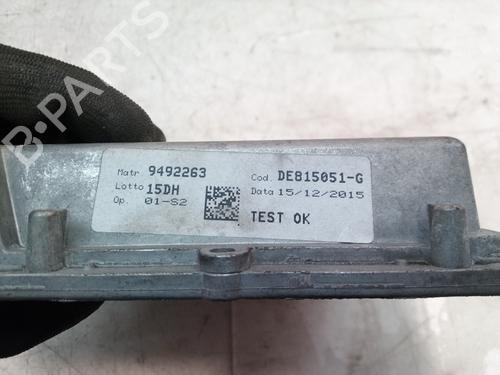 Matr 9492263 Cod. DE815051-G
Lotto 15DH Data 15/12/2015
Op. 01-S2
TEST OK
B-PARTS